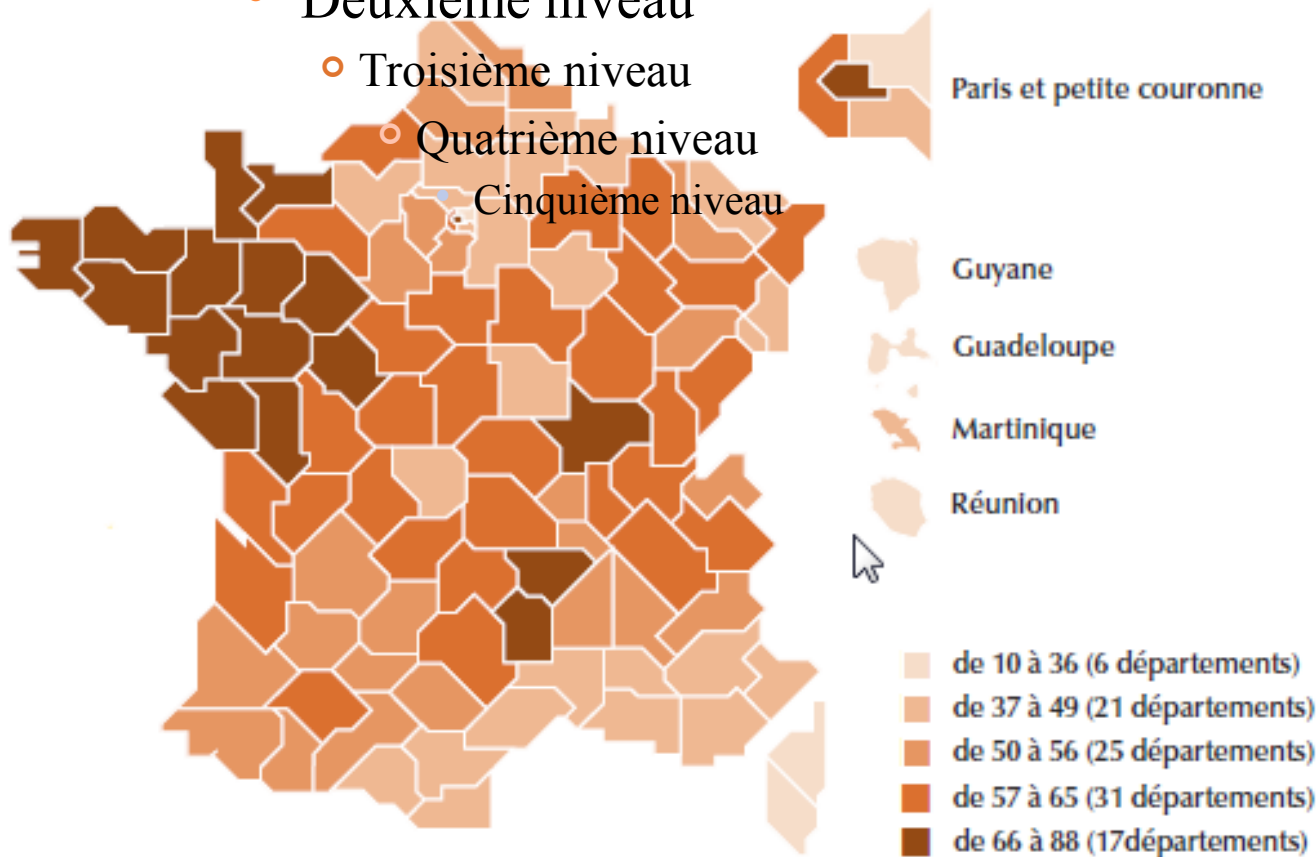 Deuxième niveau
Troisième niveau
Quatrième niveau
Cinquième niveau
Paris et petite couronne
Guyane
Guadeloupe
Martinique
Réunion
de 10 à 36 (6 départements)
de 37 à 49 (21 départements)
de 50 à 56 (25 départements)
de 57 à 65 (31 départements)
de 66 à 88 (17départements)